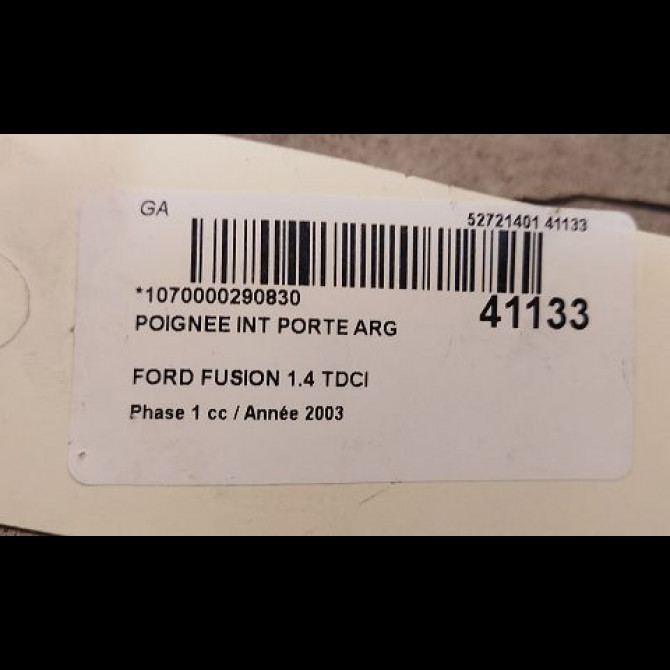 GA
52721401 41133
*1070000290830
41133
POIGNEE INT PORTE ARG
FORD FUSION 1.4 TDCI
Phase 1 cc / Année 2003